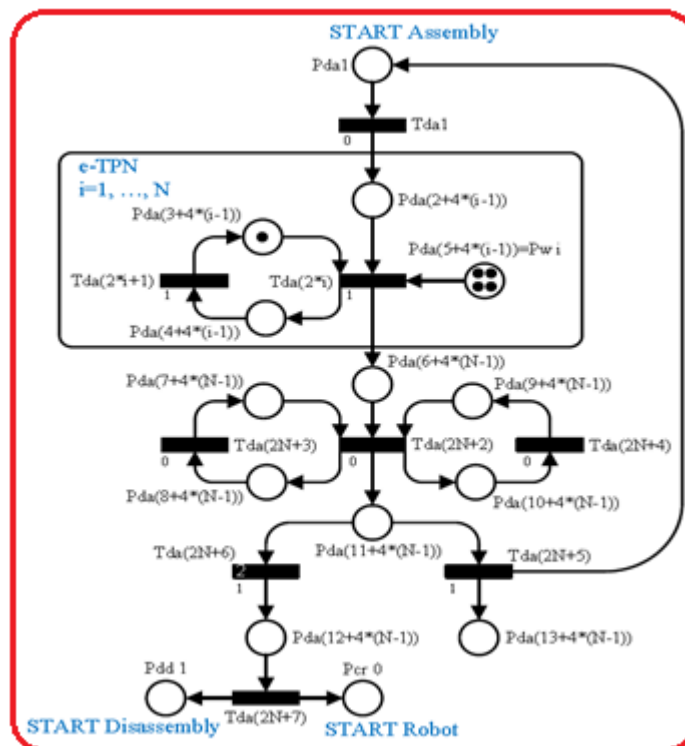 START Assembly
Pda1
Tda1
0
e-TPN
i=1, ..., N
Pda(3+4*(i-1))
Pda(2+4*(i-1))
Pda(5+4*(i-1))=Pw i
Tda(2*i+1)
Tda(2*i)
1
1
Pda(4+4*(i-1))
Pda(6+4*(N-1))
Pda(7+4*(N-1))
Pda(9+4*(N-1))
Tda(2N+3)
Tda(2N+2)
Tda(2N+4)
0
0
0
Pda(8+4*(N-1))
Pda(10+4*(N-1))
Pda(11+4*(N-1))
Tda(2N+6)
Tda(2N+5)
2
1
1
Pda(12+4*(N-1))
Pda(13+4*(N-1))
Pdd 1
Pcr 0
START Disassembly
Tda(2N+7)
START Robot